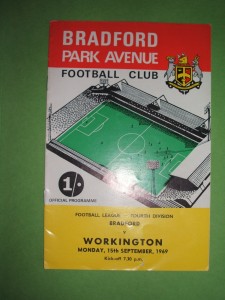 BRADFORD
PARK AVENUE
FOOTBALL CLUB
1/-
OFFICIAL PROGRAMME
FOOTBALL LEAGUE FOURTH DIVISION
BRADFORD
v
WORKINGTON
MONDAY, 15th SEPTEMBER, 1969
Kick-off 7.30 p.m.